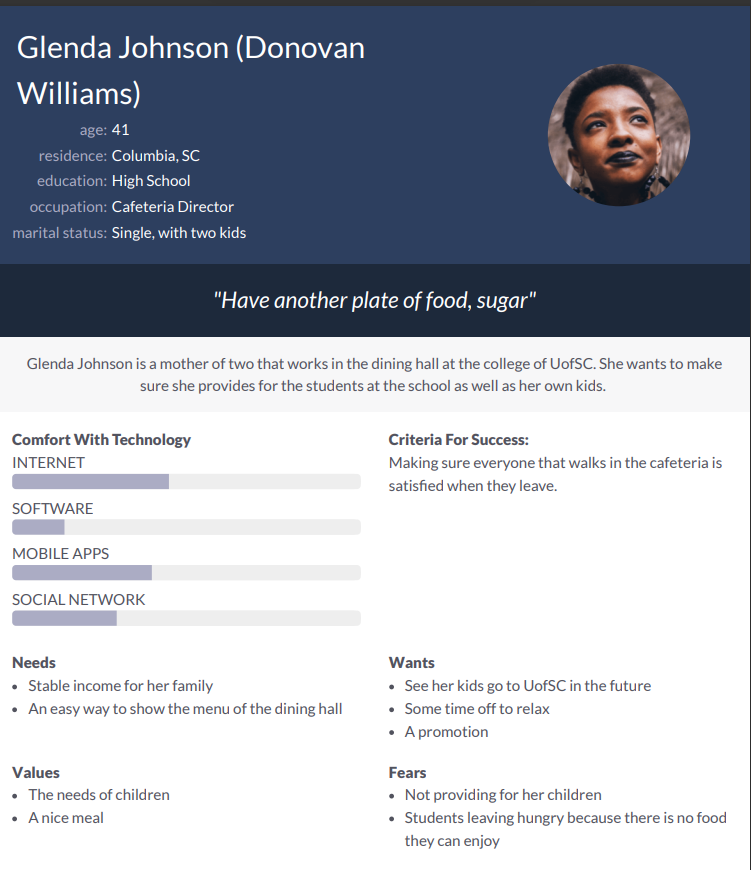 Glenda Johnson (Donovan
Williams)
age: 41
residence: Columbia, SC
education: High School
occupation: Cafeteria Director
marital status: Single, with two kids
"Have another plate of food, sugar"
Glenda Johnson is a mother of two that works in the dining hall at the college of UofSC. She wants to make
sure she provides for the students at the school as well as her own kids.
Comfort With Technology
INTERNET
SOFTWARE
MOBILE APPS
SOCIAL NETWORK
Criteria For Success:
Making sure everyone that walks in the cafeteria is
satisfied when they leave.
Needs
• Stable income for her family
• An easy way to show the menu of the dining hall
Wants
• See her kids go to UofSC in the future
• Some time off to relax
• A promotion
Values
• The needs of children
• A nice meal
Fears
• Not providing for her children
• Students leaving hungry because there is no food
they can enjoy